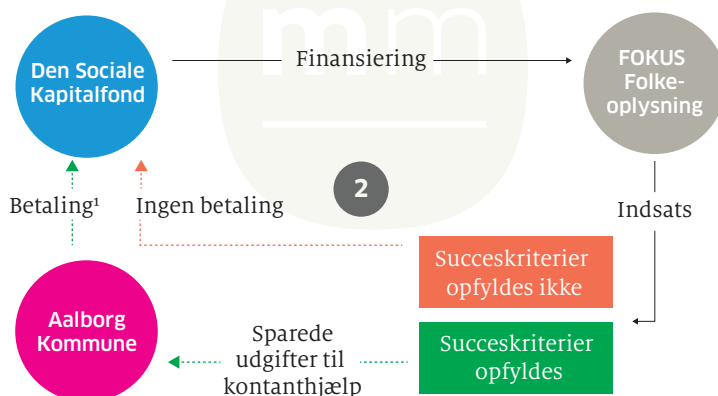 mm
Den Sociale
Kapitalfond
Finansiering
FOKUS
Folke-
oplysning
2
Betaling¹
Ingen betaling
Indsats
Succeskriterier
opfyldes ikke
Aalborg
Kommune
Sparede
udgifter til
kontanthjælp
Succeskriterier
opfyldes